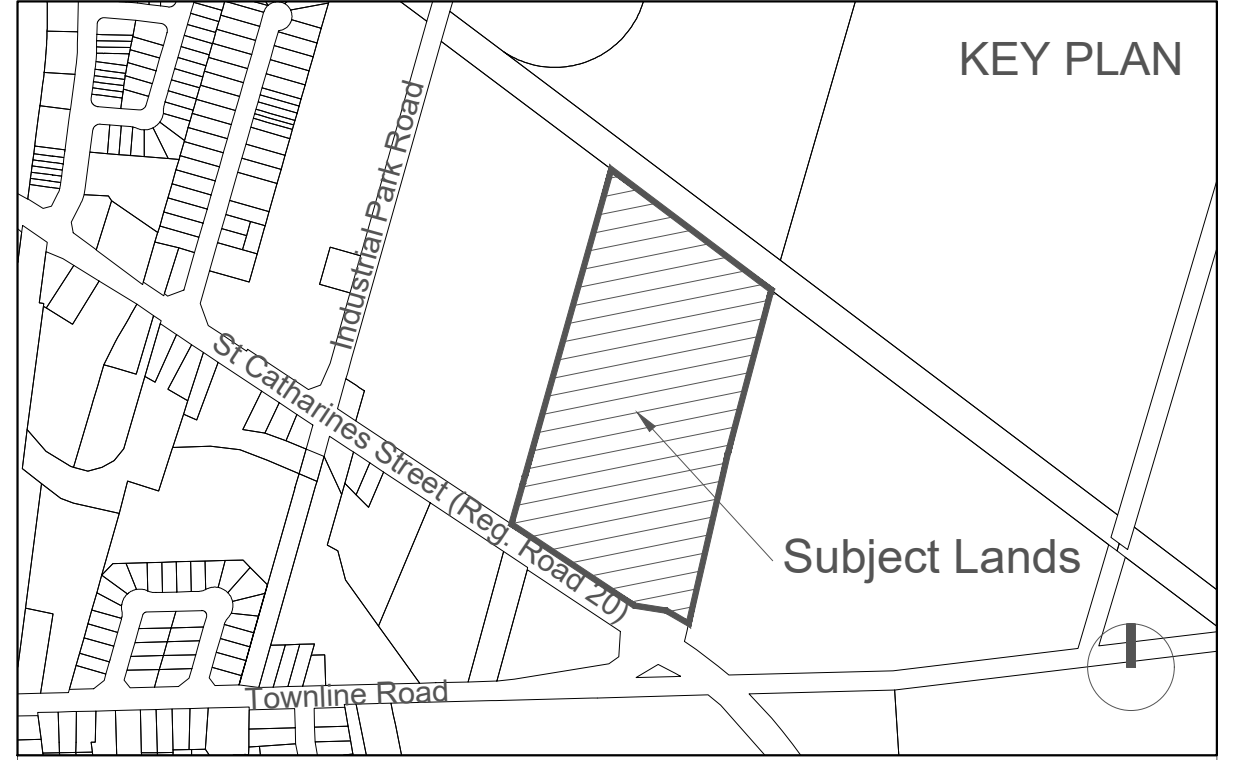 KEY PLAN
Industrial Park Road
St Catharines Street (Reg. Road 20)
Subject Lands
Townline Road